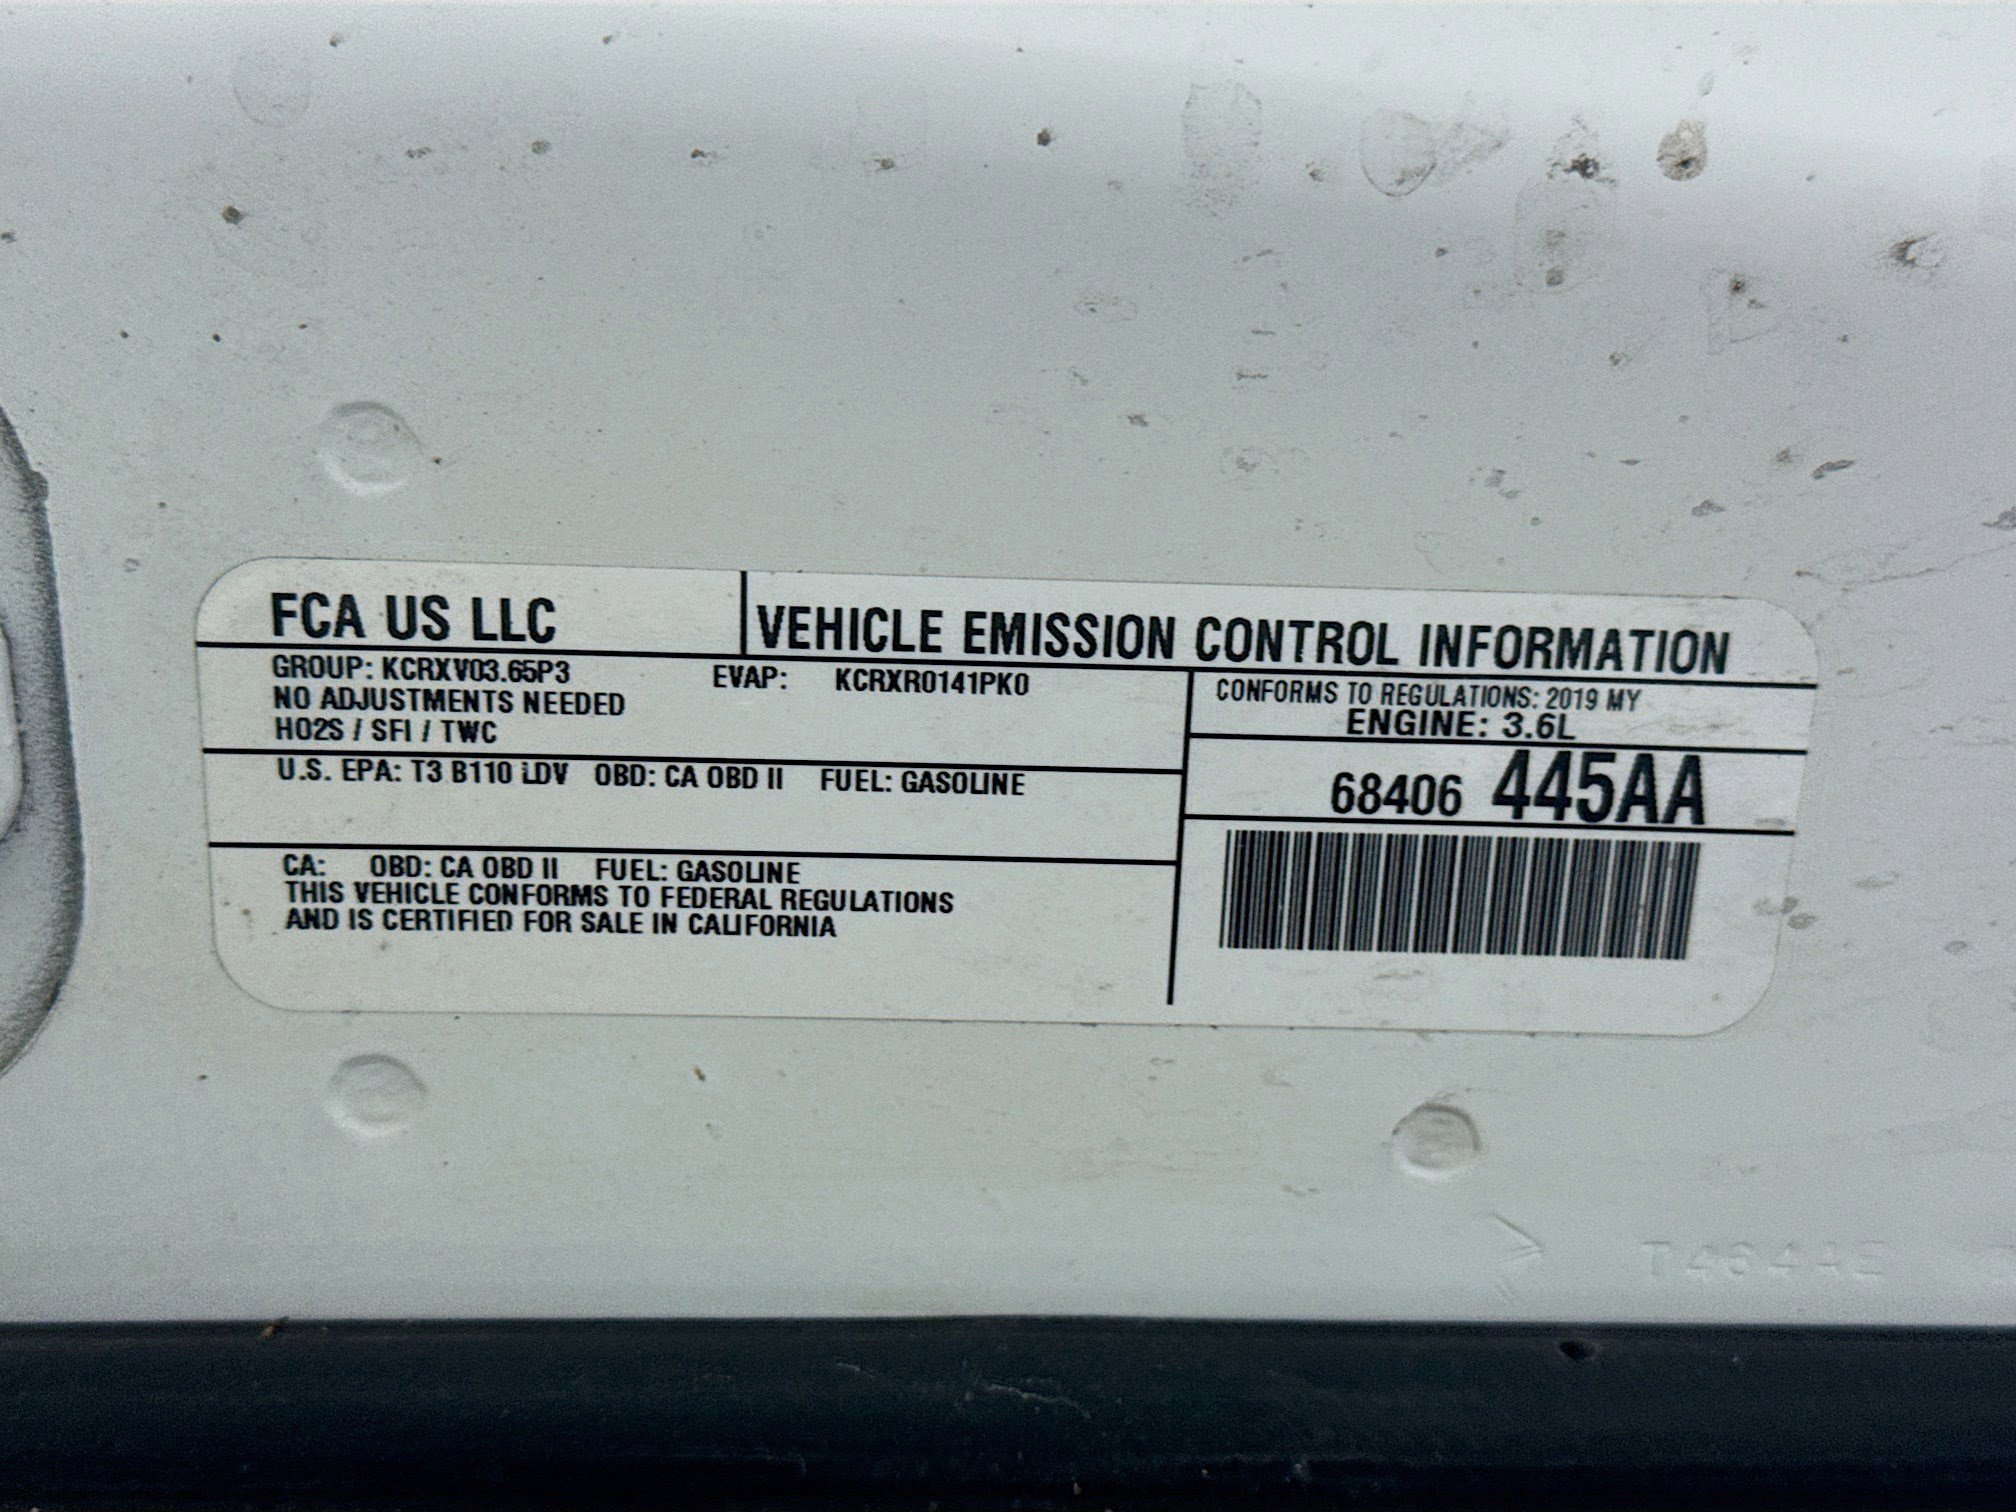 FCA US LLC
VEHICLE EMISSION CONTROL INFORMATION
GROUP: KCRXV03.65P3 EVAP: KCRXR0141PK0
NO ADJUSTMENTS NEEDED
HO2S / SFI / TWC
CONFORMS TO REGULATIONS: 2019 MY
ENGINE: 3.6L
U.S. EPA: T3 B110 LDV OBD: CA OBD II FUEL: GASOLINE
68406 445AA
CA: OBD: CA OBD II FUEL: GASOLINE
THIS VEHICLE CONFORMS TO FEDERAL REGULATIONS
AND IS CERTIFIED FOR SALE IN CALIFORNIA